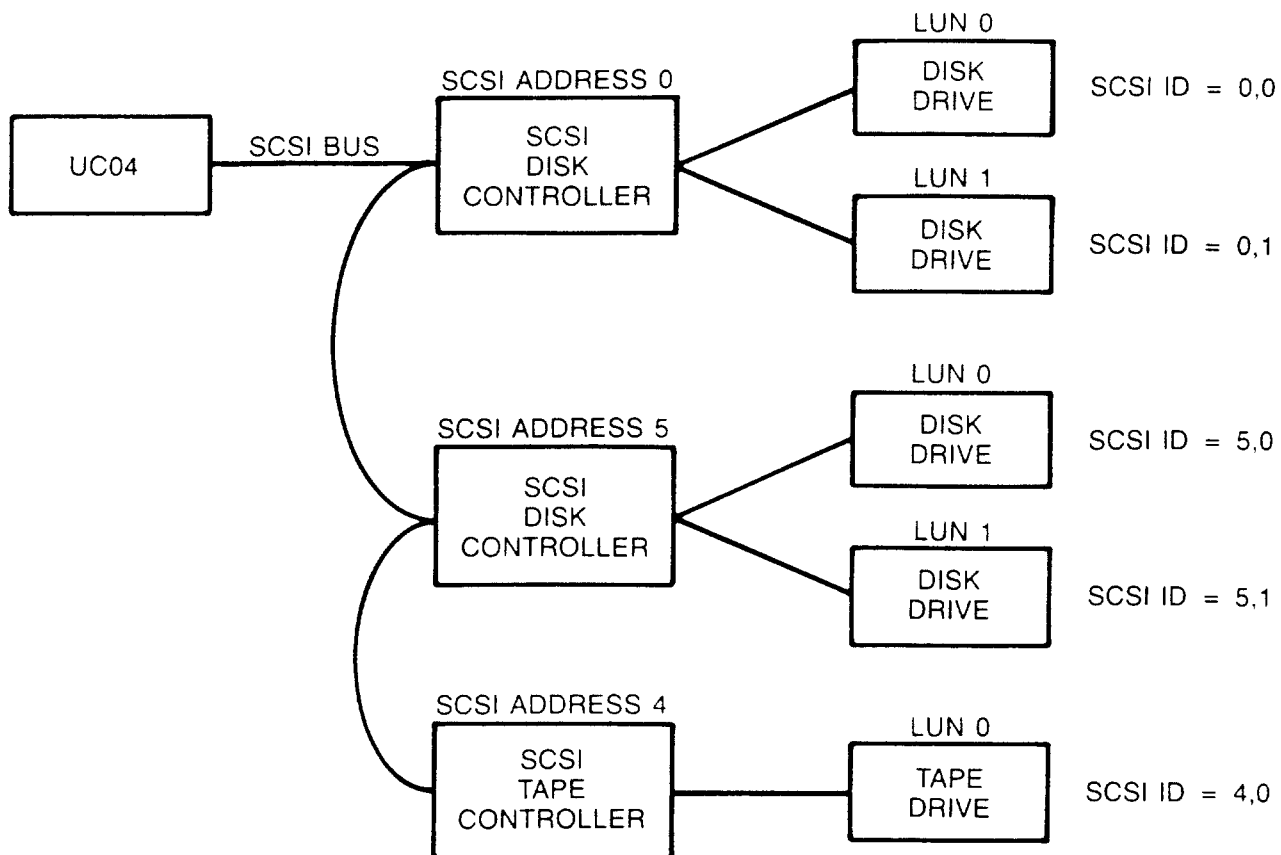 LUN 0
SCSI ADDRESS 0
DISK
DRIVE
SCSI ID = 0,0
UC04
SCSI BUS
SCSI
DISK
CONTROLLER
LUN 1
DISK
DRIVE
SCSI ID = 0,1
LUN 0
SCSI ADDRESS 5
DISK
DRIVE
SCSI ID = 5,0
SCSI
DISK
CONTROLLER
LUN 1
DISK
DRIVE
SCSI ID = 5,1
SCSI ADDRESS 4
SCSI
TAPE
CONTROLLER
LUN 0
TAPE
DRIVE
SCSI ID = 4,0